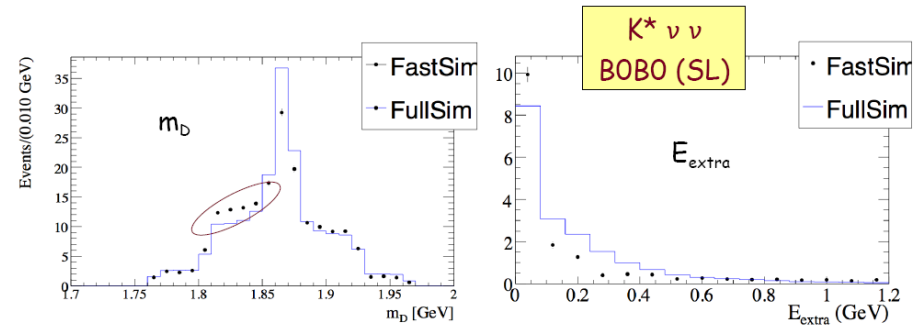 K* ν ν
B0B0 (SL)
Events/(0.010 GeV)
35
30
25
20
15
10
5
0
m_D
FastSim
FullSim
1.7
1.75
1.8
1.85
1.9
1.95
2
m_D [GeV]
10
8
6
4
2
0
E_extra
FastSim
FullSim
0
0.2
0.4
0.6
0.8
1
1.2
E_extra (GeV)